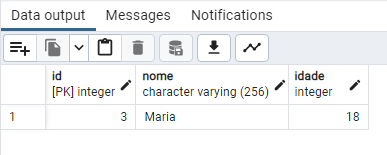 Data output Messages Notifications
id nome idade
[PK] integer character varying (256) integer
1 3 Maria 18